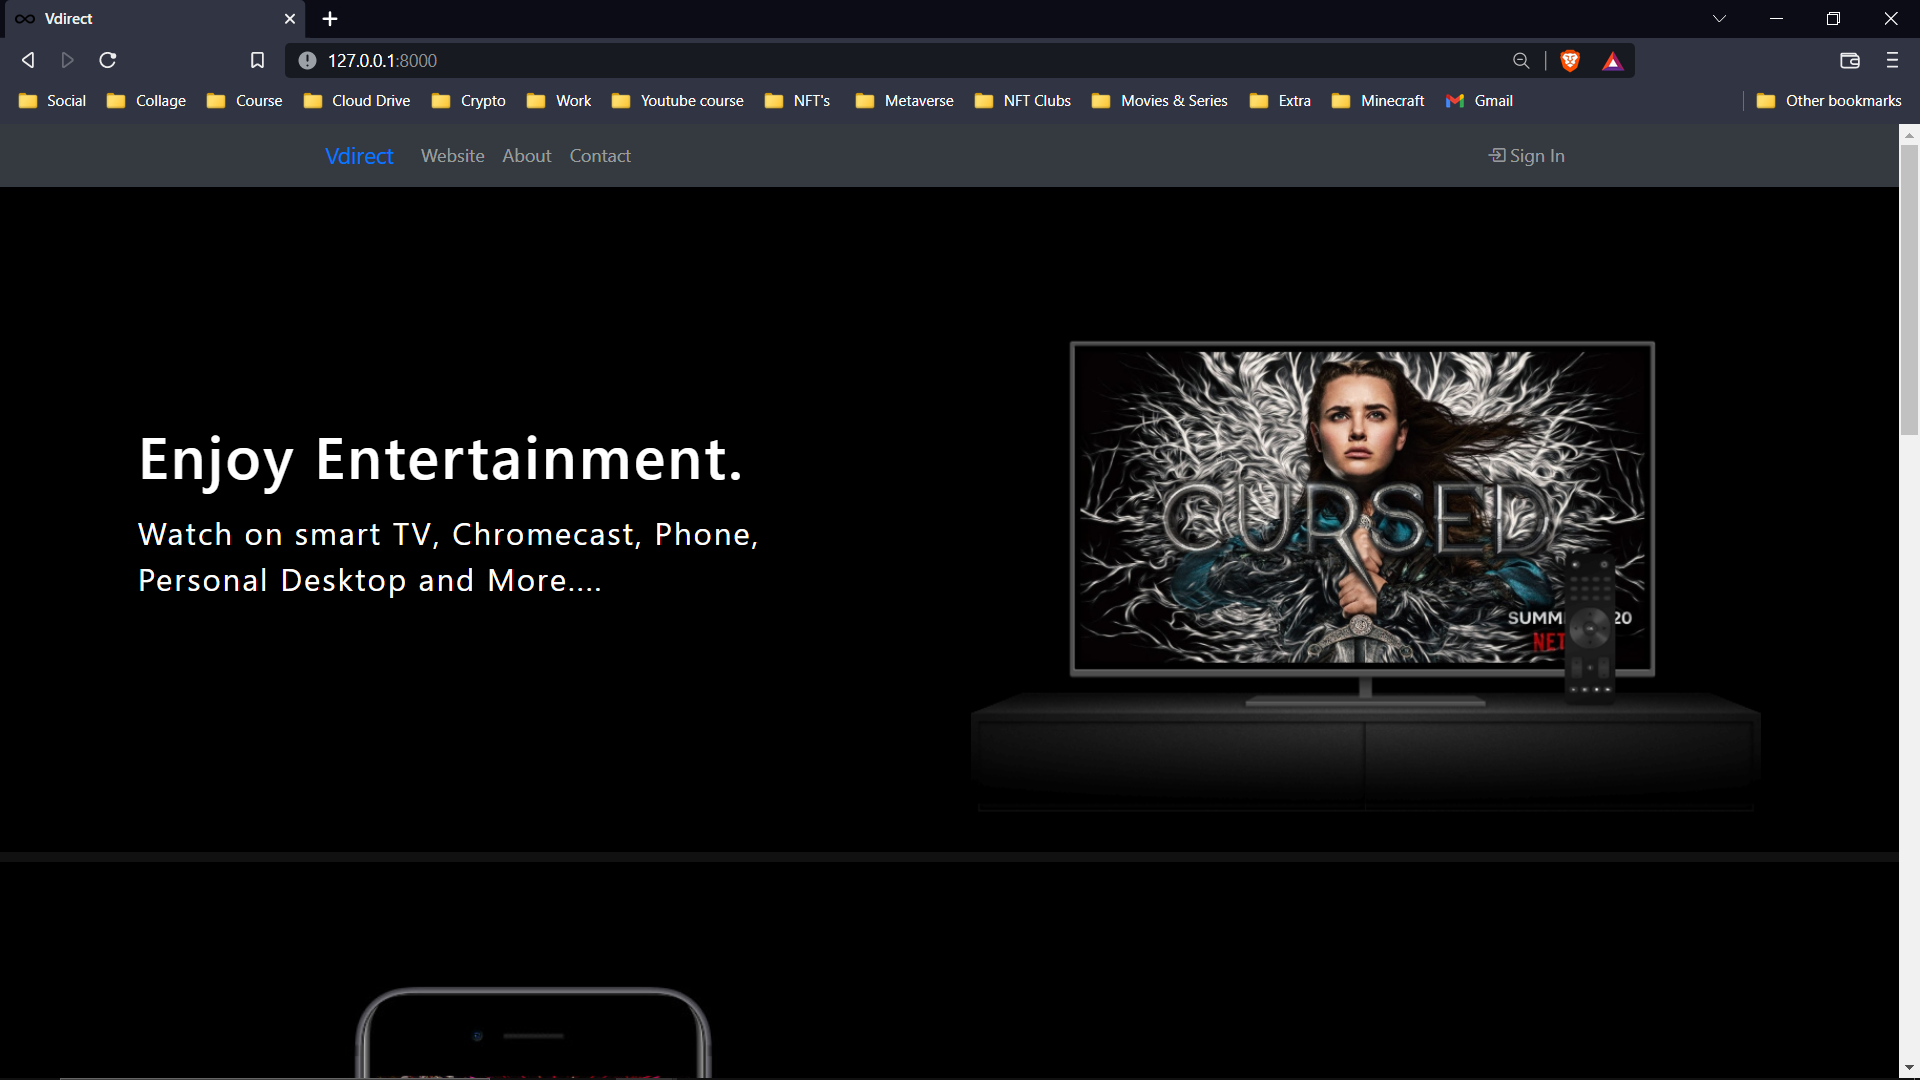 Vdirect
127.0.0.1:8000
Social Collage Course Cloud Drive Crypto Work Youtube course NFT's Metaverse NFT Clubs Movies & Series Extra Minecraft Gmail Other bookmarks
Vdirect Website About Contact Sign In
Enjoy Entertainment.
Watch on smart TV, Chromecast, Phone,
Personal Desktop and More....
CURSED
SUMM 20
NET